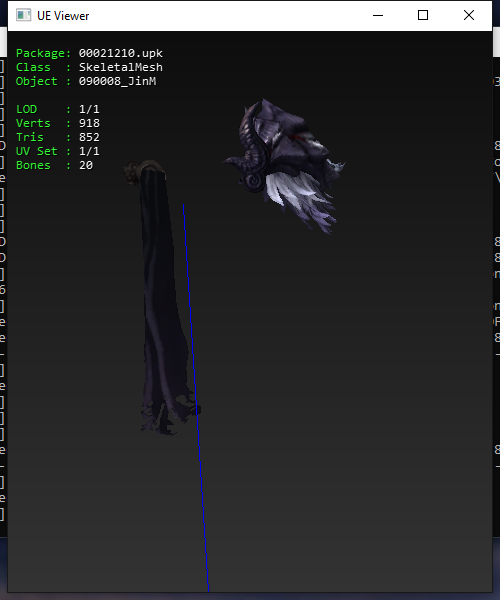 UE Viewer
Package: 00021210.upk
Class  : SkeletalMesh
Object : 090008_JinM
LOD    : 1/1
Verts  : 918
Tris   : 852
UV Set : 1/1
Bones  : 20